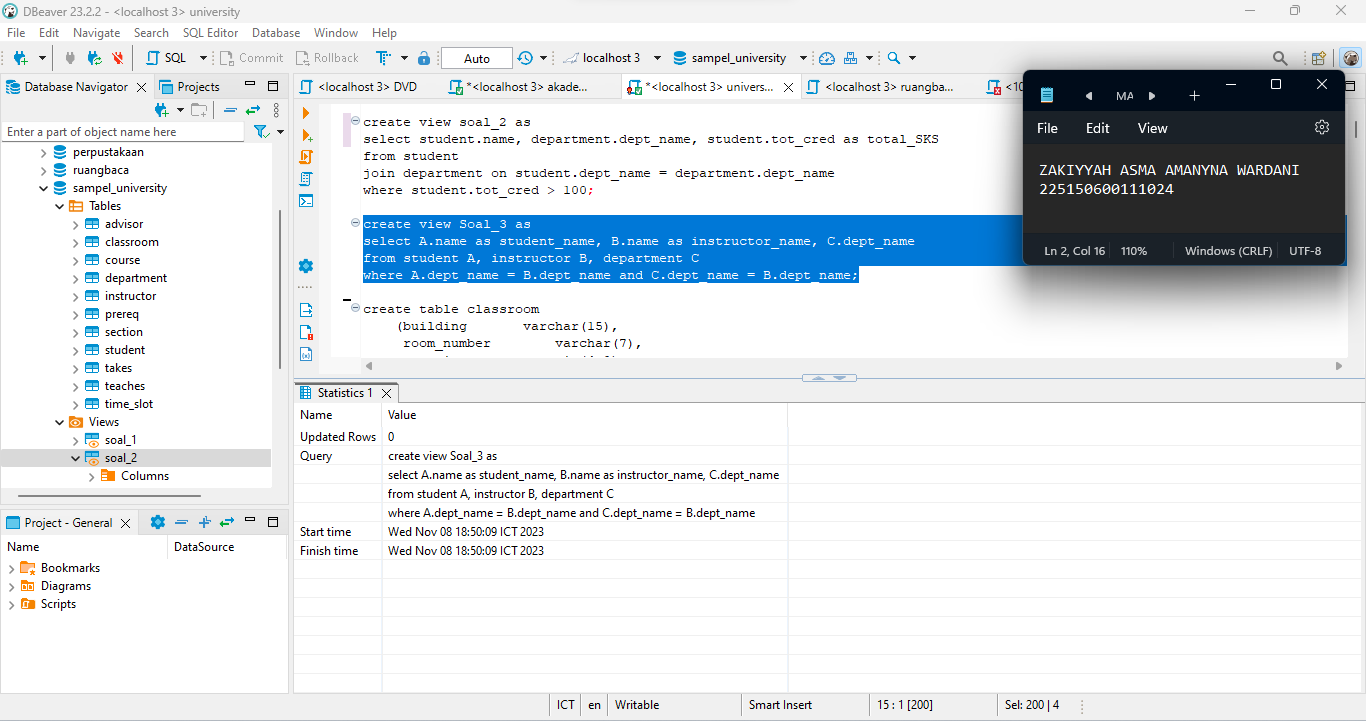 DBeaver 23.2.2 - <localhost 3> university
File Edit Navigate Search SQL Editor Database Window Help
SQL Commit Rollback Auto localhost 3 sampel_university
Database Navigator Projects
<localhost 3> DVD *<localhost 3> akade... *<localhost 3> univers... <localhost 3> ruangba... <10
Enter a part of object name here
perpustakaan
ruangbaca
sampel_university
Tables
advisor
classroom
course
department
instructor
prereq
section
student
takes
teaches
time_slot
Views
soal_1
soal_2
Columns
create view soal_2 as
select student.name, department.dept_name, student.tot_cred as total_SKS
from student
join department on student.dept_name = department.dept_name
where student.tot_cred > 100;
create view Soal_3 as
select A.name as student_name, B.name as instructor_name, C.dept_name
from student A, instructor B, department C
where A.dept_name = B.dept_name and C.dept_name = B.dept_name;
create table classroom
(building varchar(15),
room_number varchar(7),
MA
File Edit View
ZAKIYYAH ASMA AMANYNA WARDANI
225150600111024
Ln 2, Col 16 110% Windows (CRLF) UTF-8
Statistics 1
Name Value
Updated Rows 0
Query create view Soal_3 as
select A.name as student_name, B.name as instructor_name, C.dept_name
from student A, instructor B, department C
where A.dept_name = B.dept_name and C.dept_name = B.dept_name
Start time Wed Nov 08 18:50:09 ICT 2023
Finish time Wed Nov 08 18:50:09 ICT 2023
Project - General
Name DataSource
Bookmarks
Diagrams
Scripts
ICT en Writable Smart Insert 15 : 1 [200] Sel: 200 | 4